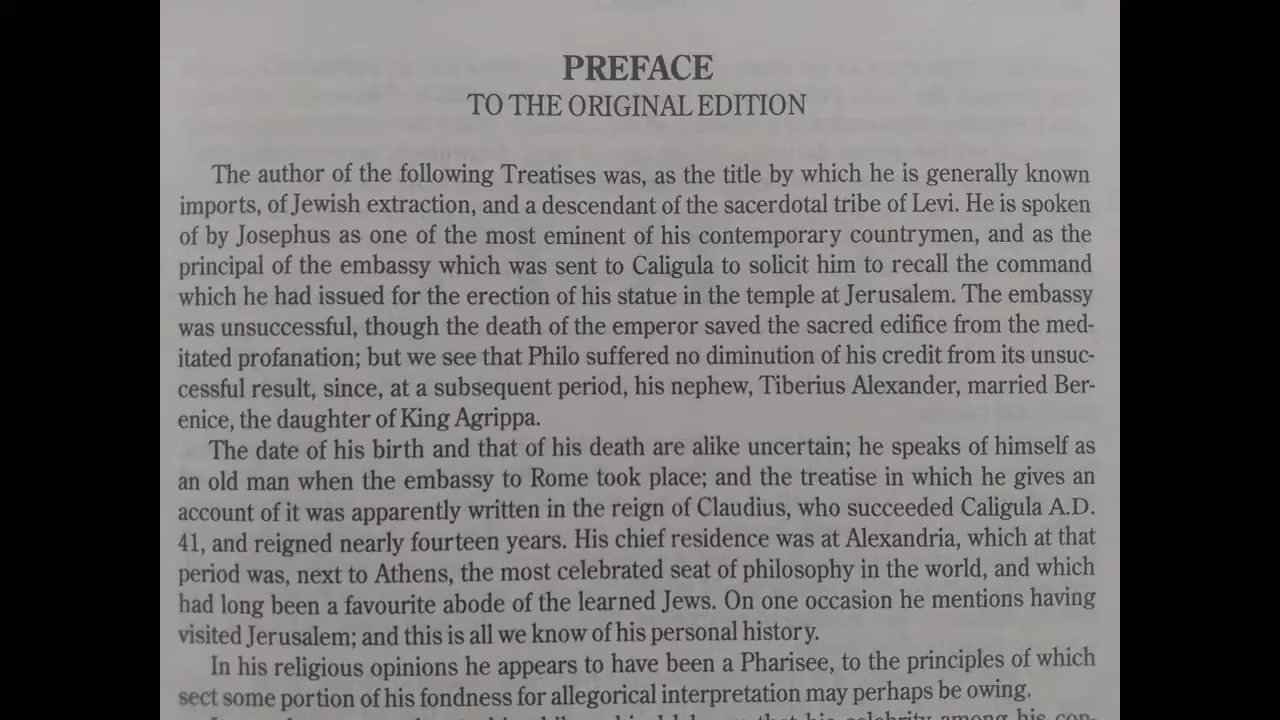 PREFACE
TO THE ORIGINAL EDITION
The author of the following Treatises was, as the title by which he is generally known
imports, of Jewish extraction, and a descendant of the sacerdotal tribe of Levi. He is spoken
of by Josephus as one of the most eminent of his contemporary countrymen, and as the
principal of the embassy which was sent to Caligula to solicit him to recall the command
which he had issued for the erection of his statue in the temple at Jerusalem. The embassy
was unsuccessful, though the death of the emperor saved the sacred edifice from the med-
itated profanation; but we see that Philo suffered no diminution of his credit from its unsuc-
cessful result, since, at a subsequent period, his nephew, Tiberius Alexander, married Ber-
enice, the daughter of King Agrippa.
The date of his birth and that of his death are alike uncertain; he speaks of himself as
an old man when the embassy to Rome took place; and the treatise in which he gives an
account of it was apparently written in the reign of Claudius, who succeeded Caligula A.D.
41, and reigned nearly fourteen years. His chief residence was at Alexandria, which at that
period was, next to Athens, the most celebrated seat of philosophy in the world, and which
had long been a favourite abode of the learned Jews. On one occasion he mentions having
visited Jerusalem; and this is all we know of his personal history.
In his religious opinions he appears to have been a Pharisee, to the principles of which
sect some portion of his fondness for allegorical interpretation may perhaps be owing.
that his celebrity among his con-